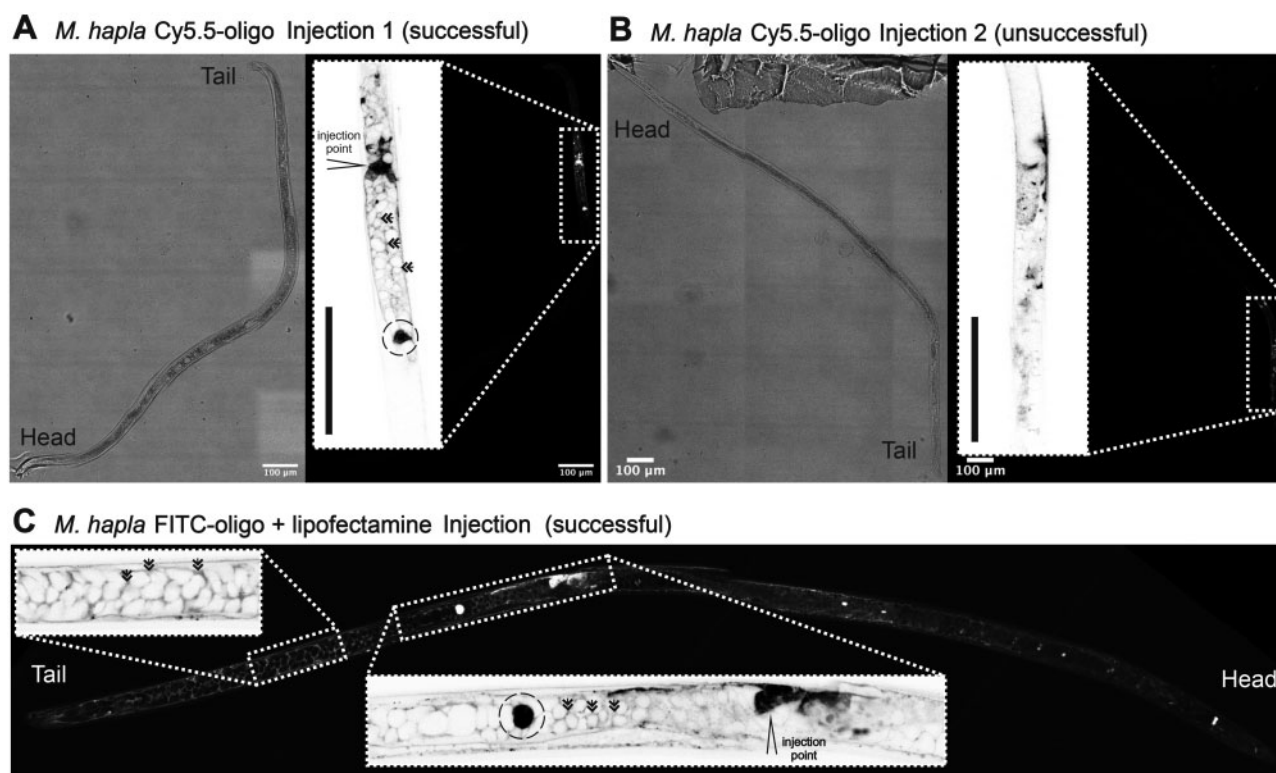 A M. hapla Cy5.5-oligo Injection 1 (successful)
Tail
injection
point
Head
100 µm
100 µm
B M. hapla Cy5.5-oligo Injection 2 (unsuccessful)
Head
Tail
100 µm
100 µm
C M. hapla FITC-oligo + lipofectamine Injection (successful)
Tail
Head
injection
point